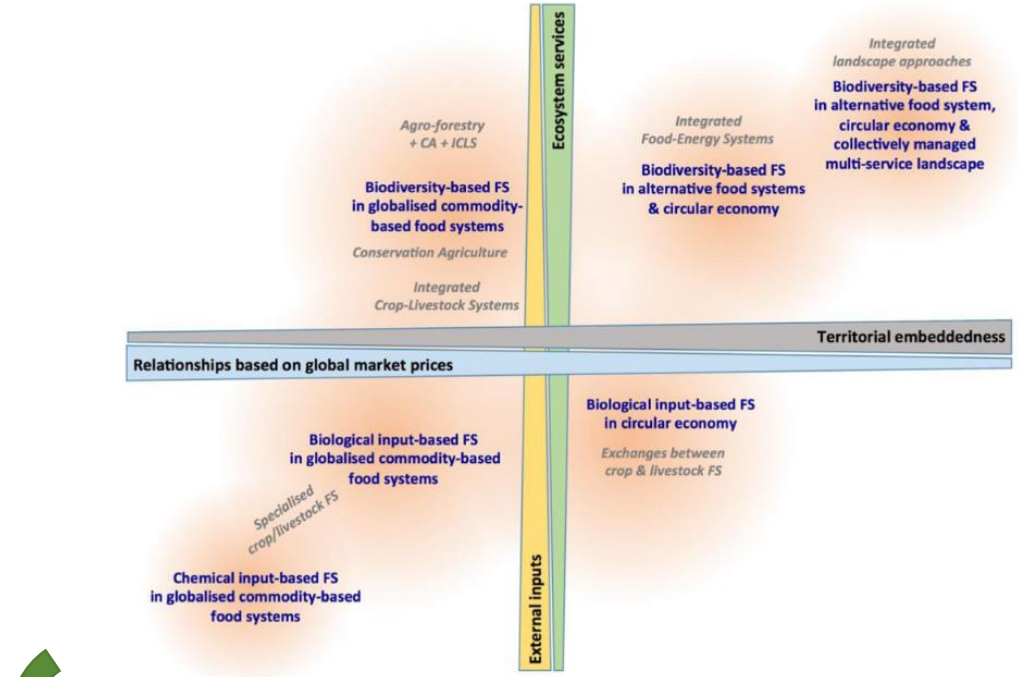 Integrated
landscape approaches
Biodiversity-based FS
in alternative food system,
circular economy &
collectively managed
multi-service landscape
Ecosystem services
Agro-forestry
+ CA + ICLS
Biodiversity-based FS
in globalised commodity-
based food systems
Conservation Agriculture
Integrated
Crop-Livestock Systems
Integrated
Food-Energy Systems
Biodiversity-based FS
in alternative food systems
& circular economy
Territorial embeddedness
Relationships based on global market prices
Biological input-based FS
in circular economy
Exchanges between
crop & livestock FS
Biological input-based FS
in globalised commodity-based
food systems
Specialised
crop/livestock FS
Chemical input-based FS
in globalised commodity-based
food systems
External inputs